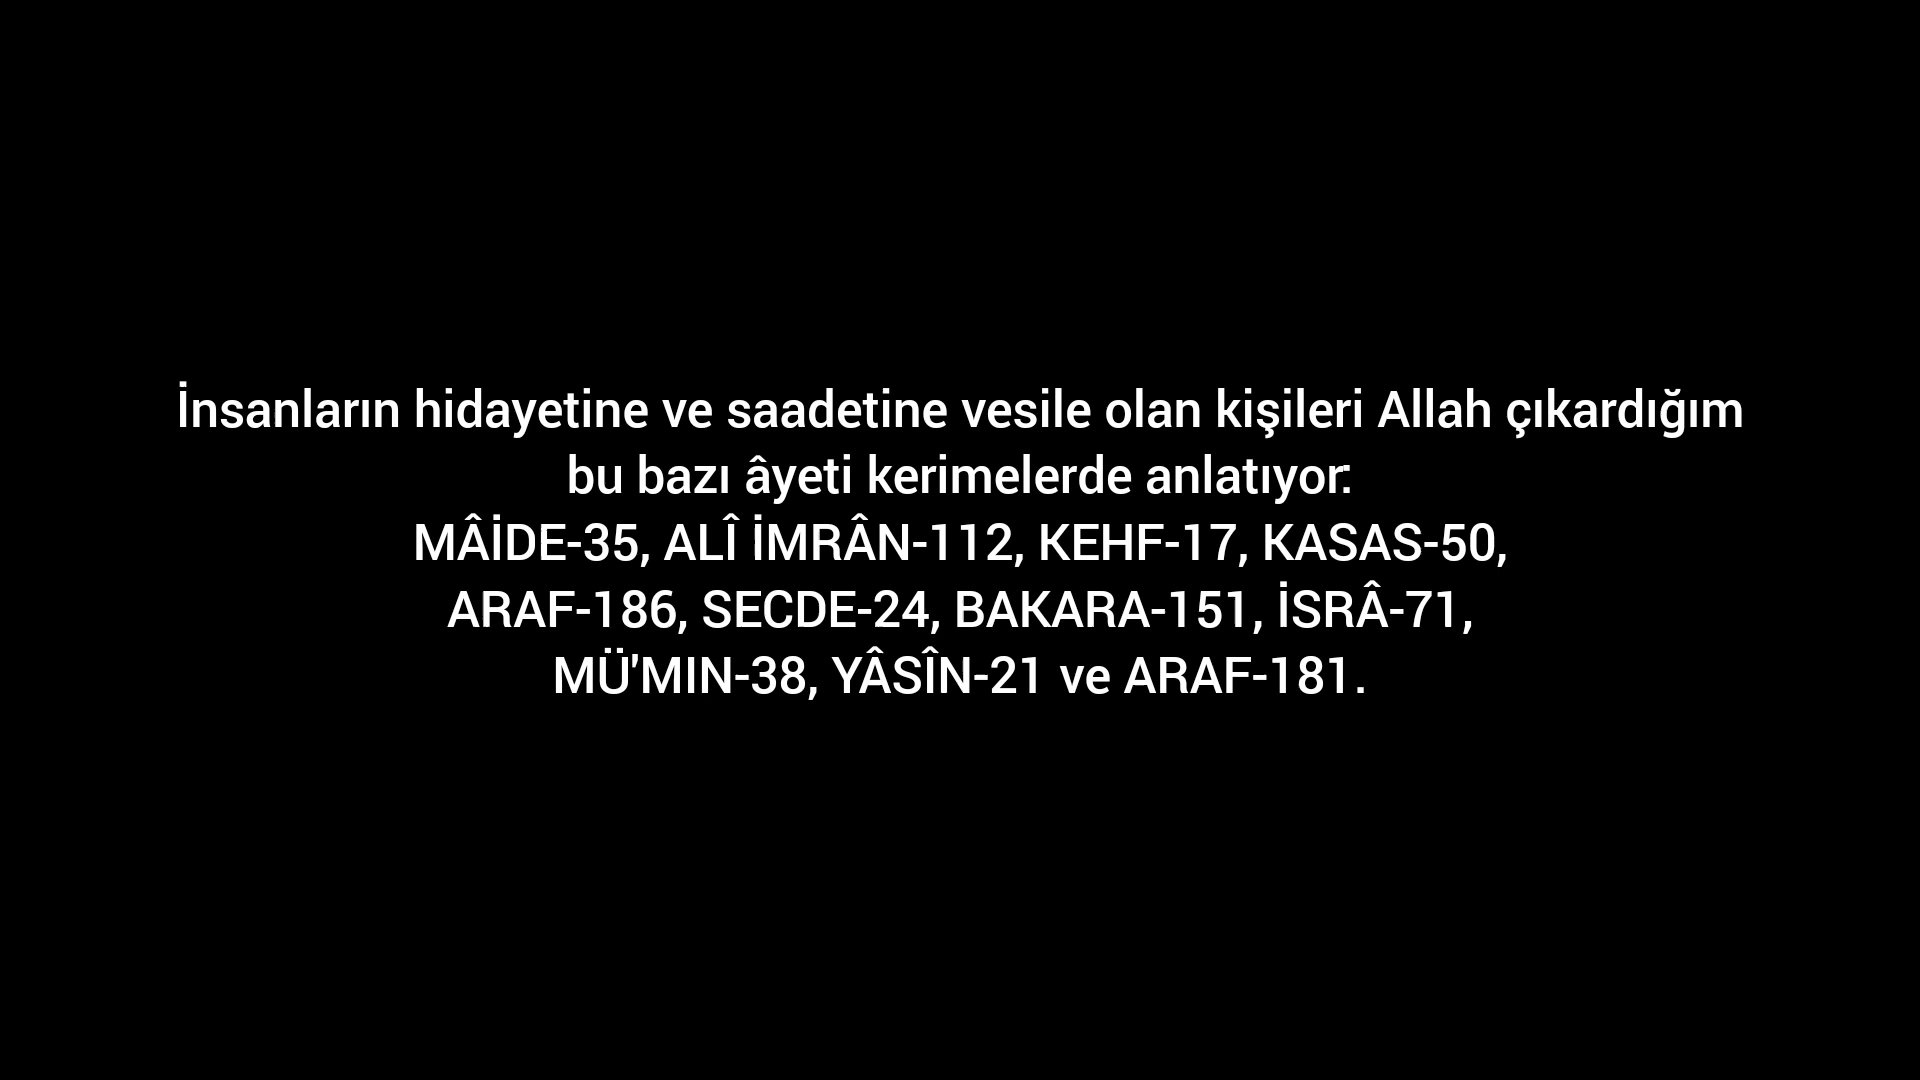 İnsanların hidayetine ve saadetine vesile olan kişileri Allah çıkardığım
bu bazı âyeti kerimelerde anlatıyor:
MÂİDE-35, ALÎ İMRÂN-112, KEHF-17, KASAS-50,
ARAF-186, SECDE-24, BAKARA-151, İSRÂ-71,
MÜ'MIN-38, YÂSÎN-21 ve ARAF-181.